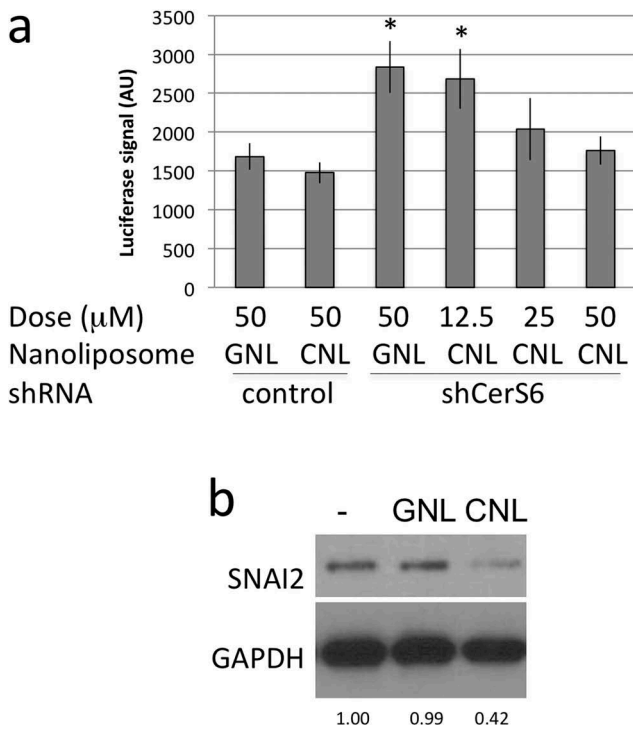 a
Luciferase signal (AU)
3500
3000
2500
2000
1500
1000
500
0
* *
Dose (μM) 50 50 50 12.5 25 50
Nanoliposome GNL CNL GNL CNL CNL CNL
shRNA control shCerS6
b
- GNL CNL
SNAI2
GAPDH
1.00 0.99 0.42